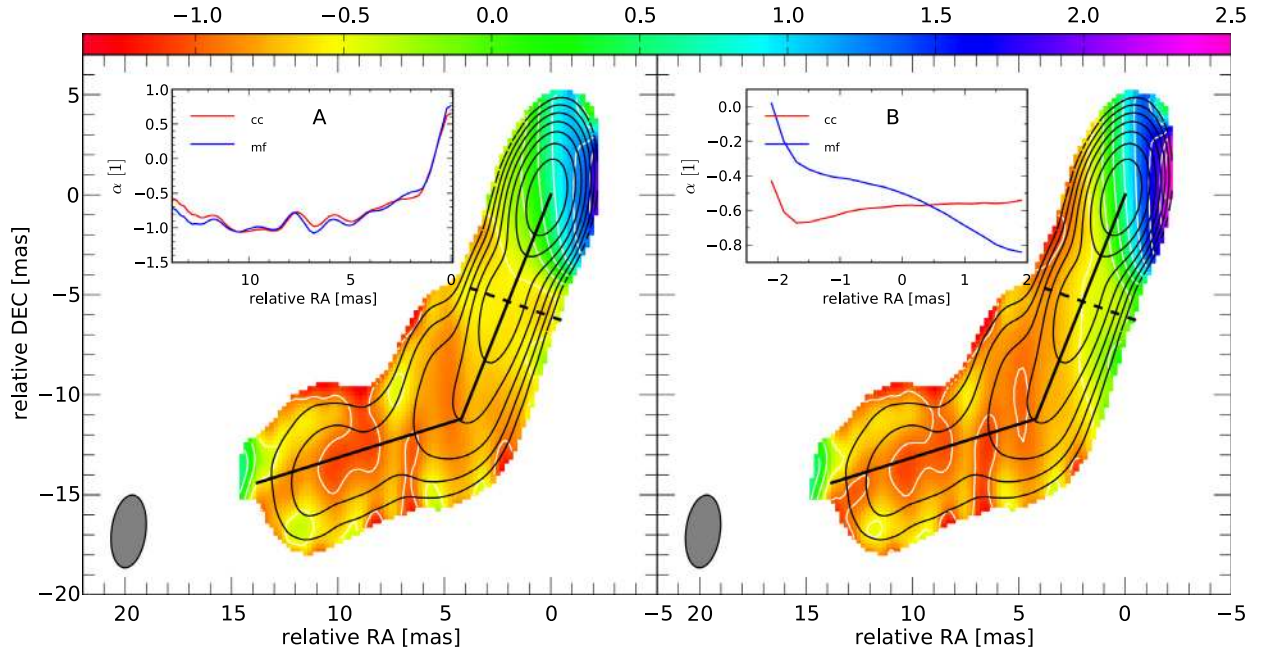 −1.0 −0.5 0.0 0.5 1.0 1.5 2.0 2.5
relative DEC [mas]
5
0
−5
−10
−15
−20
20 15 10 5 0 −5
relative RA [mas]
A
cc
mf
α [1]
1.0
0.5
0.0
−0.5
−1.0
−1.5
10 5 0
relative RA [mas]
20 15 10 5 0 −5
relative RA [mas]
B
cc
mf
α [1]
0.0
−0.2
−0.4
−0.6
−0.8
−2 −1 0 1 2
relative RA [mas]